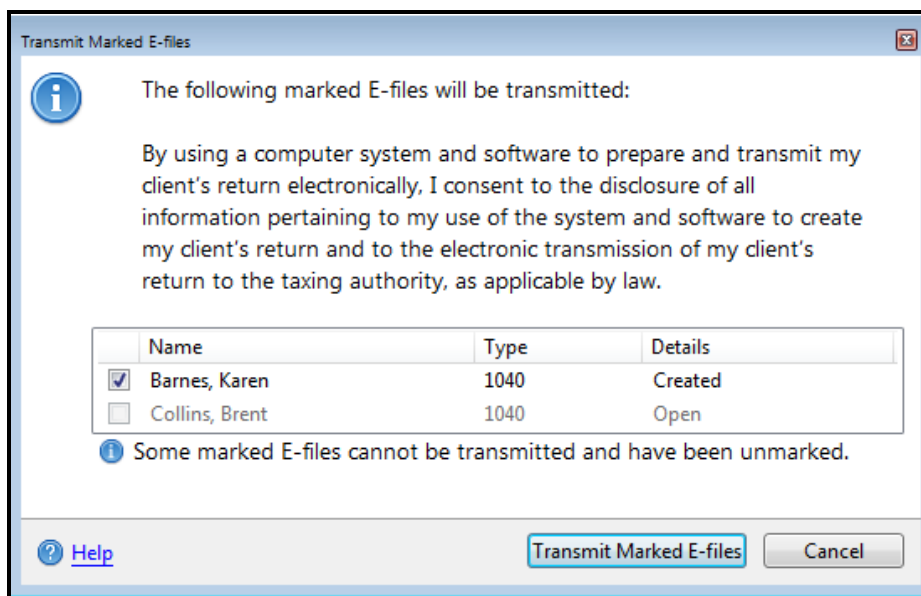 Transmit Marked E-files
The following marked E-files will be transmitted:
By using a computer system and software to prepare and transmit my
client's return electronically, I consent to the disclosure of all
information pertaining to my use of the system and software to create
my client's return and to the electronic transmission of my client's
return to the taxing authority, as applicable by law.
Name Type Details
Barnes, Karen 1040 Created
Collins, Brent 1040 Open
Some marked E-files cannot be transmitted and have been unmarked.
Help Transmit Marked E-files Cancel